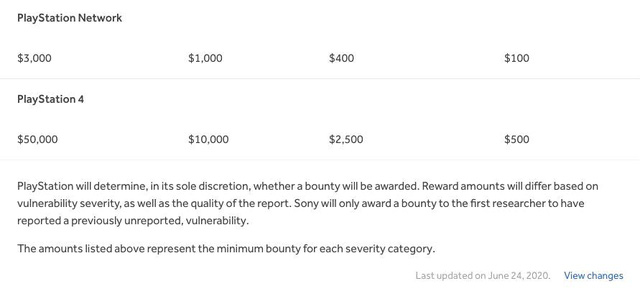 PlayStation Network
$3,000 $1,000 $400 $100
PlayStation 4
$50,000 $10,000 $2,500 $500
PlayStation will determine, in its sole discretion, whether a bounty will be awarded. Reward amounts will differ based on
vulnerability severity, as well as the quality of the report. Sony will only award a bounty to the first researcher to have
reported a previously unreported, vulnerability.
The amounts listed above represent the minimum bounty for each severity category.
Last updated on June 24, 2020. View changes